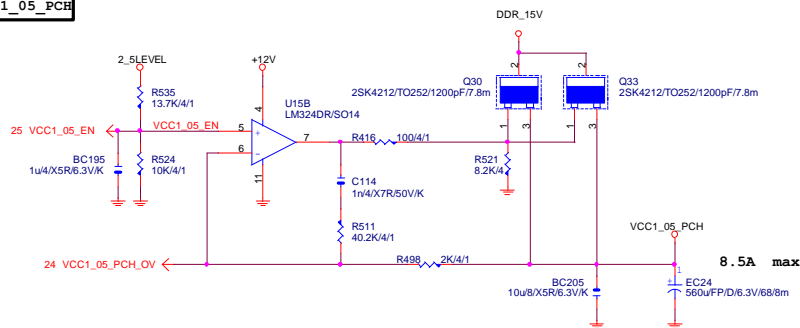 1_05_PCH
DDR_15V
2_5LEVEL
+12V
Q30
2SK4212/TO252/1200pF/7.8m
Q33
2SK4212/TO252/1200pF/7.8m
R535
13.7K/4/1
U15B
LM324DR/SO14
25 VCC1_05_EN
VCC1_05_EN
5
6
4
11
7
+
-
2
2
1
3
1
3
R416
100/4/1
BC195
1u/4/X5R/6.3V/K
R524
10K/4/1
R521
8.2K/4
C114
1n/4/X7R/50V/K
R511
40.2K/4/1
VCC1_05_PCH
24 VCC1_05_PCH_OV
R498
2K/4/1
8.5A max
BC205
10u/8/X5R/6.3V/K
1
+
EC24
560u/FP/D/6.3V/68/8m